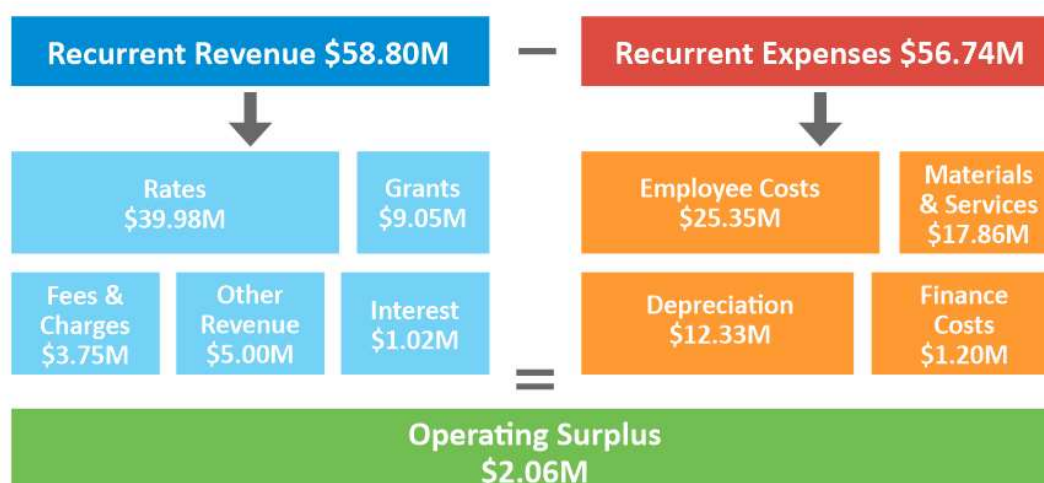 Recurrent Revenue $58.80M
—
Recurrent Expenses $56.74M
Rates
$39.98M
Grants
$9.05M
Employee Costs
$25.35M
Materials
& Services
$17.86M
Fees &
Charges
$3.75M
Other
Revenue
$5.00M
Interest
$1.02M
Depreciation
$12.33M
Finance
Costs
$1.20M
=
Operating Surplus
$2.06M